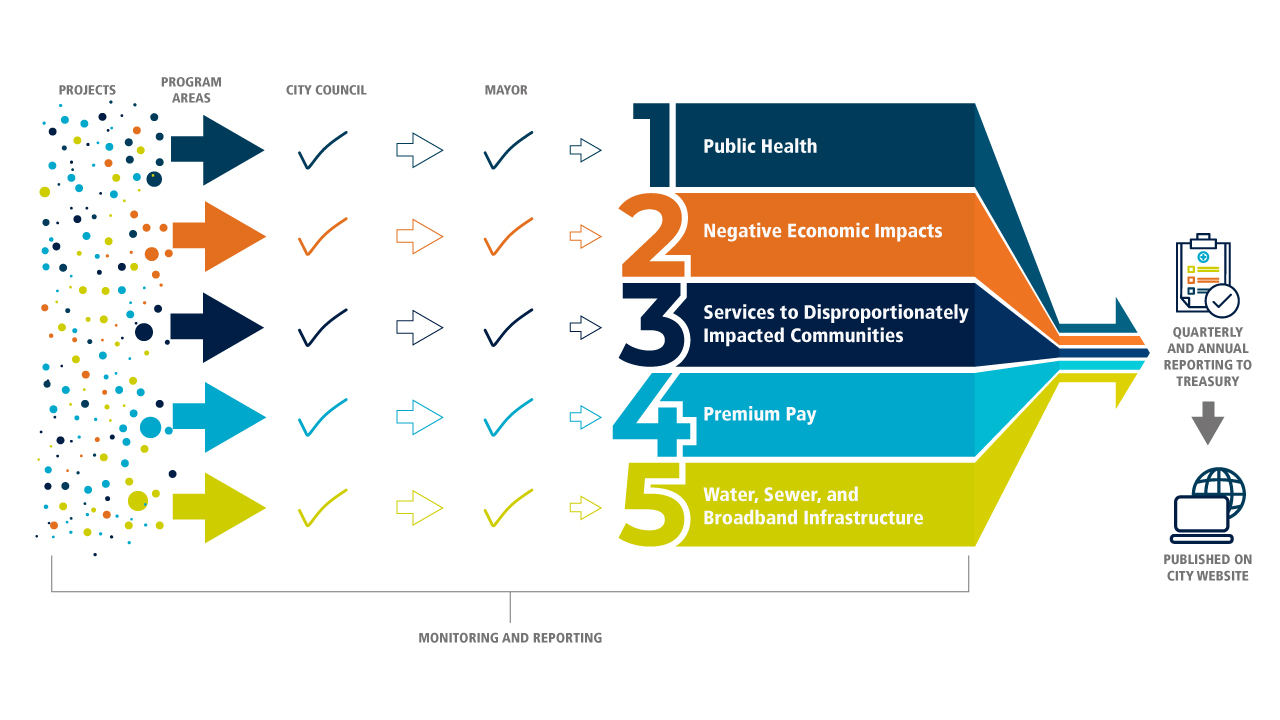 PROJECTS
PROGRAM
AREAS
CITY COUNCIL
MAYOR
1
Public Health
2
Negative Economic Impacts
3
Services to Disproportionately
Impacted Communities
4
Premium Pay
5
Water, Sewer, and
Broadband Infrastructure
QUARTERLY
AND ANNUAL
REPORTING TO
TREASURY
PUBLISHED ON
CITY WEBSITE
MONITORING AND REPORTING